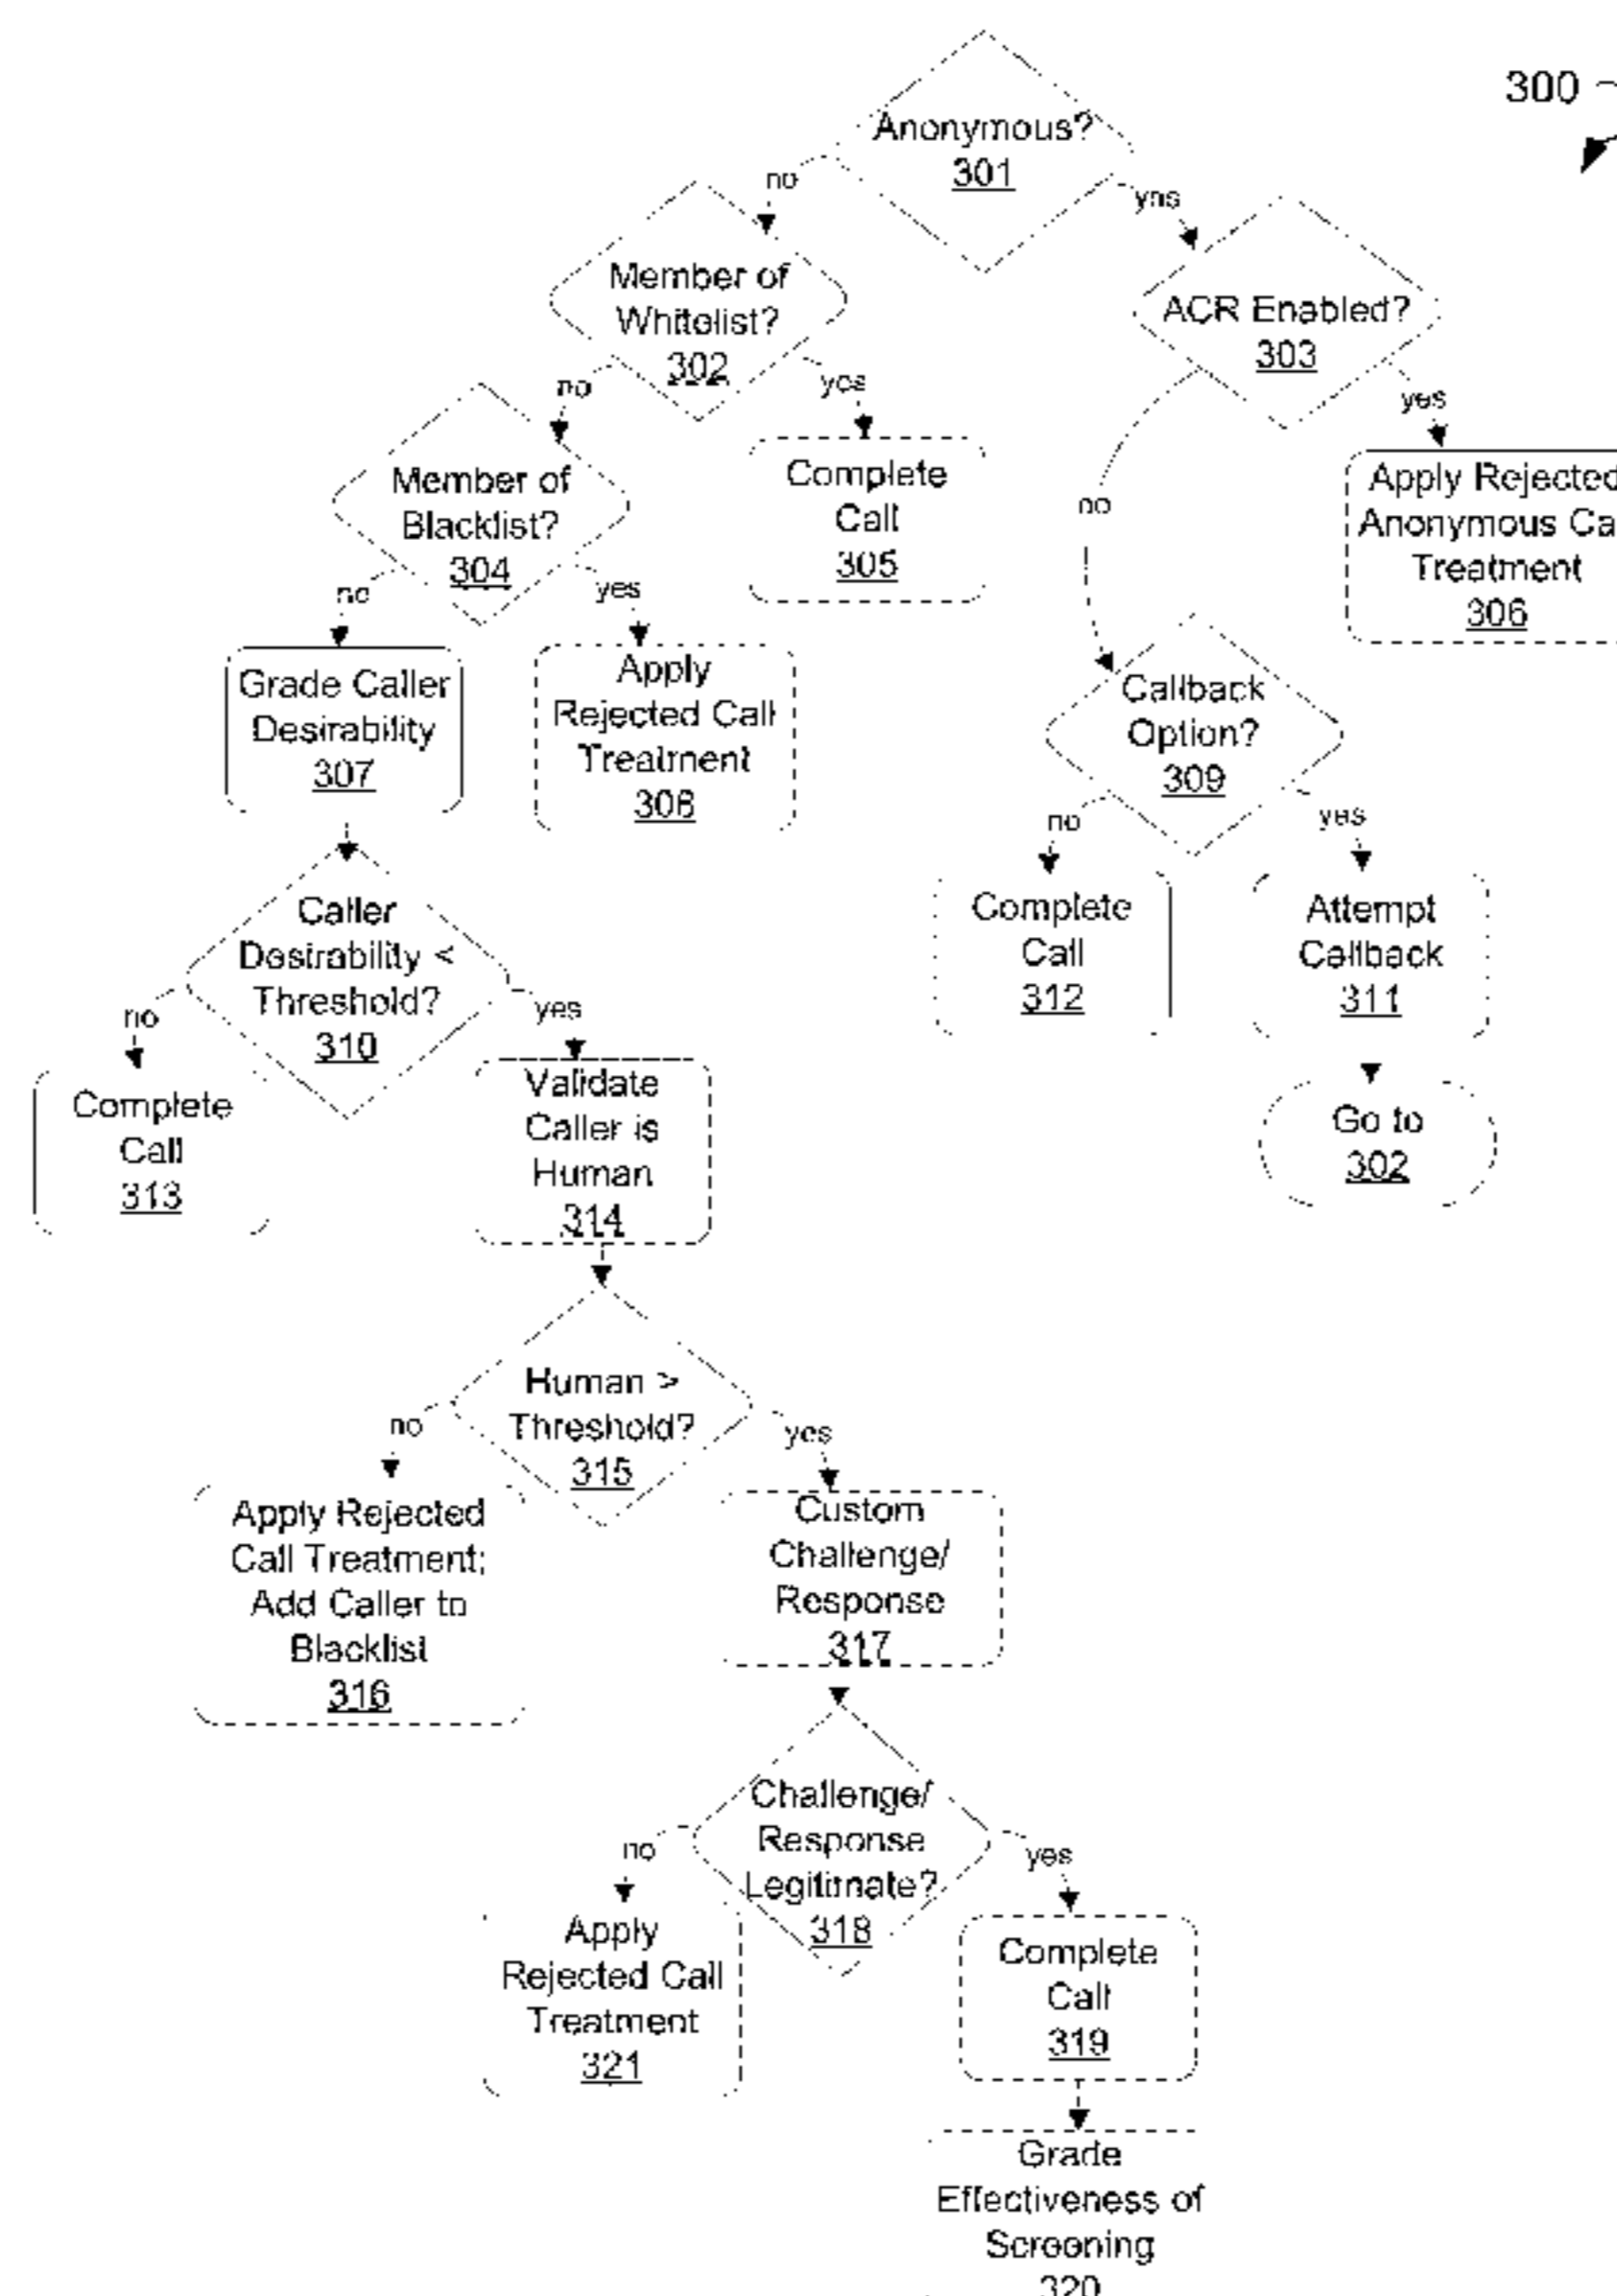 300
Anonymous?
301
no
yes
Member of
Whitelist?
302
ACR Enabled?
303
no
yes
no
yes
Member of
Blacklist?
304
Complete
Call
305
Apply Rejected
Anonymous Ca
Treatment
306
no
yes
Grade Caller
Desirability
307
Apply
Rejected Call
Treatment
308
Callback
Option?
309
no
yes
Caller
Desirability <
Threshold?
310
Complete
Call
312
Attempt
Callback
311
no
yes
Complete
Call
313
Validate
Caller is
Human
314
Go to
302
Human >
Threshold?
315
no
yes
Apply Rejected
Call Treatment;
Add Caller to
Blacklist
316
Custom
Challenge/
Response
317
Challenge/
Response
Legitimate?
318
no
yes
Apply
Rejected Call
Treatment
321
Complete
Call
319
Grade
Effectiveness of
Screening
320